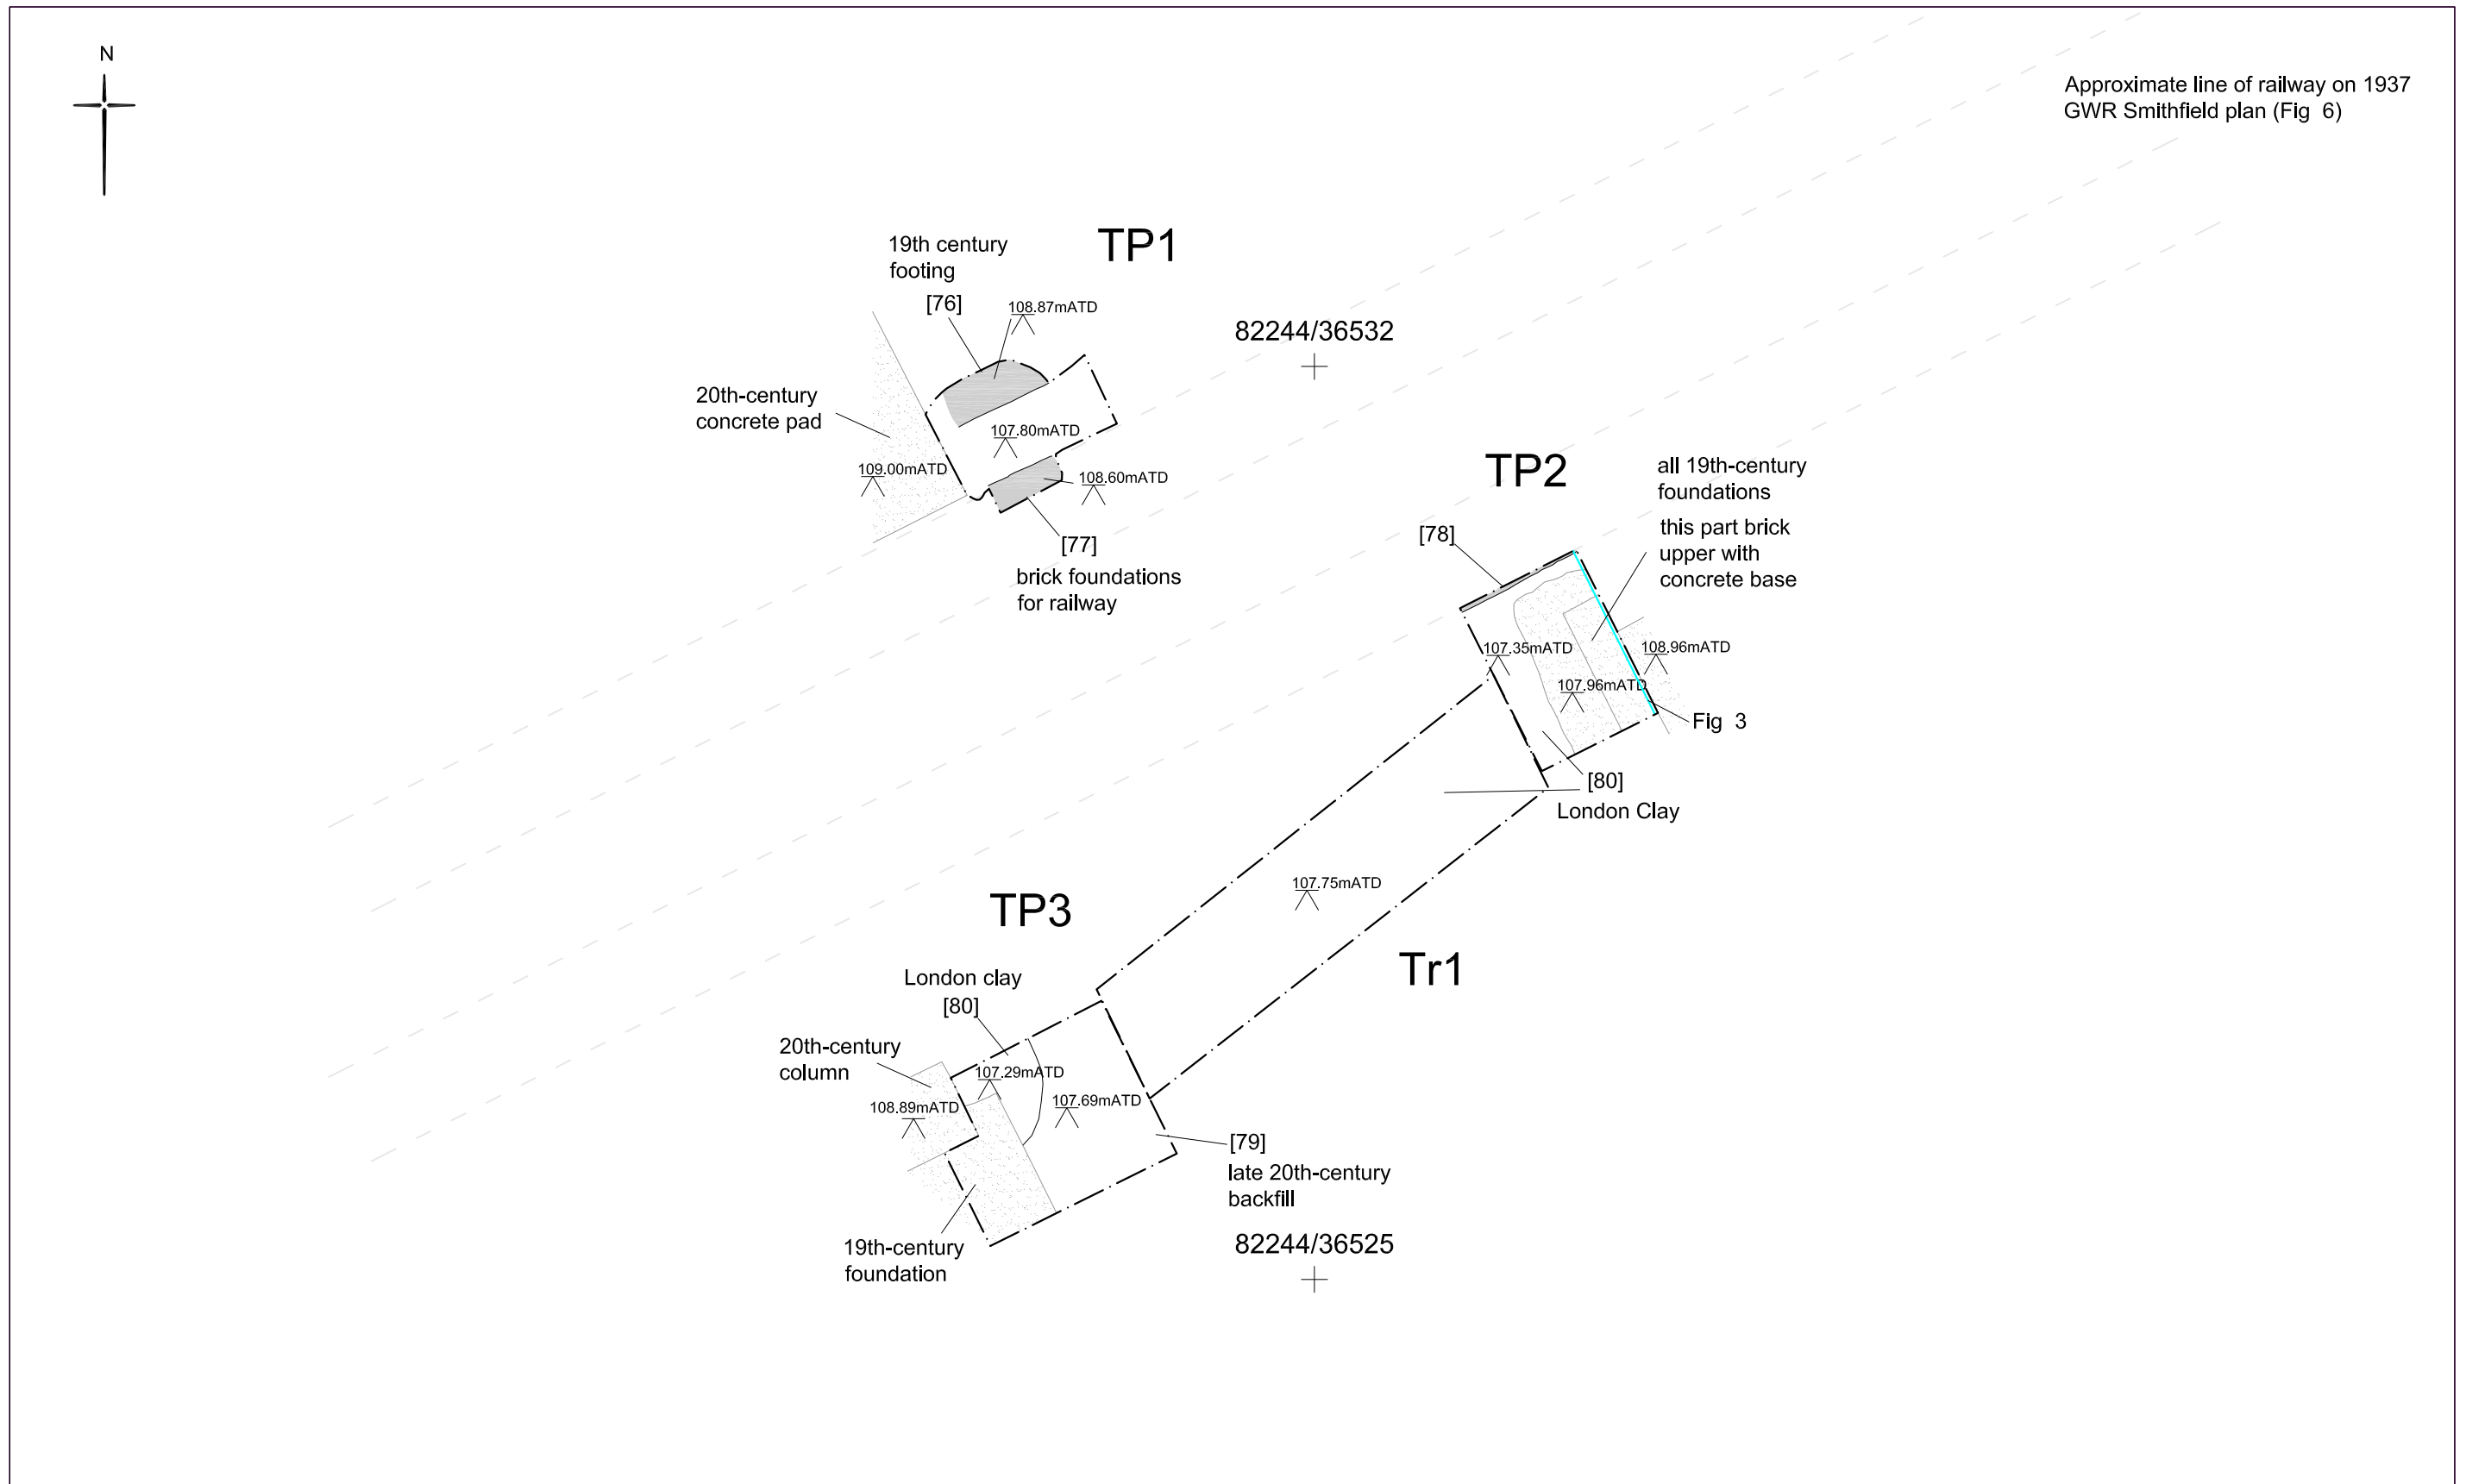 N
Approximate line of railway on 1937
GWR Smithfield plan (Fig 6)
TP1
19th century
footing
[76]
108.87mATD
82244/36532
20th-century
concrete pad
107.80mATD
109.00mATD
108.60mATD
[77]
brick foundations
for railway
TP2
all 19th-century
foundations
this part brick
upper with
concrete base
[78]
107.35mATD
108.96mATD
107.96mATD
Fig 3
[80]
London Clay
107.75mATD
TP3
Tr1
London clay
[80]
20th-century
column
107.29mATD
108.89mATD
107.69mATD
[79]
late 20th-century
backfill
19th-century
foundation
82244/36525